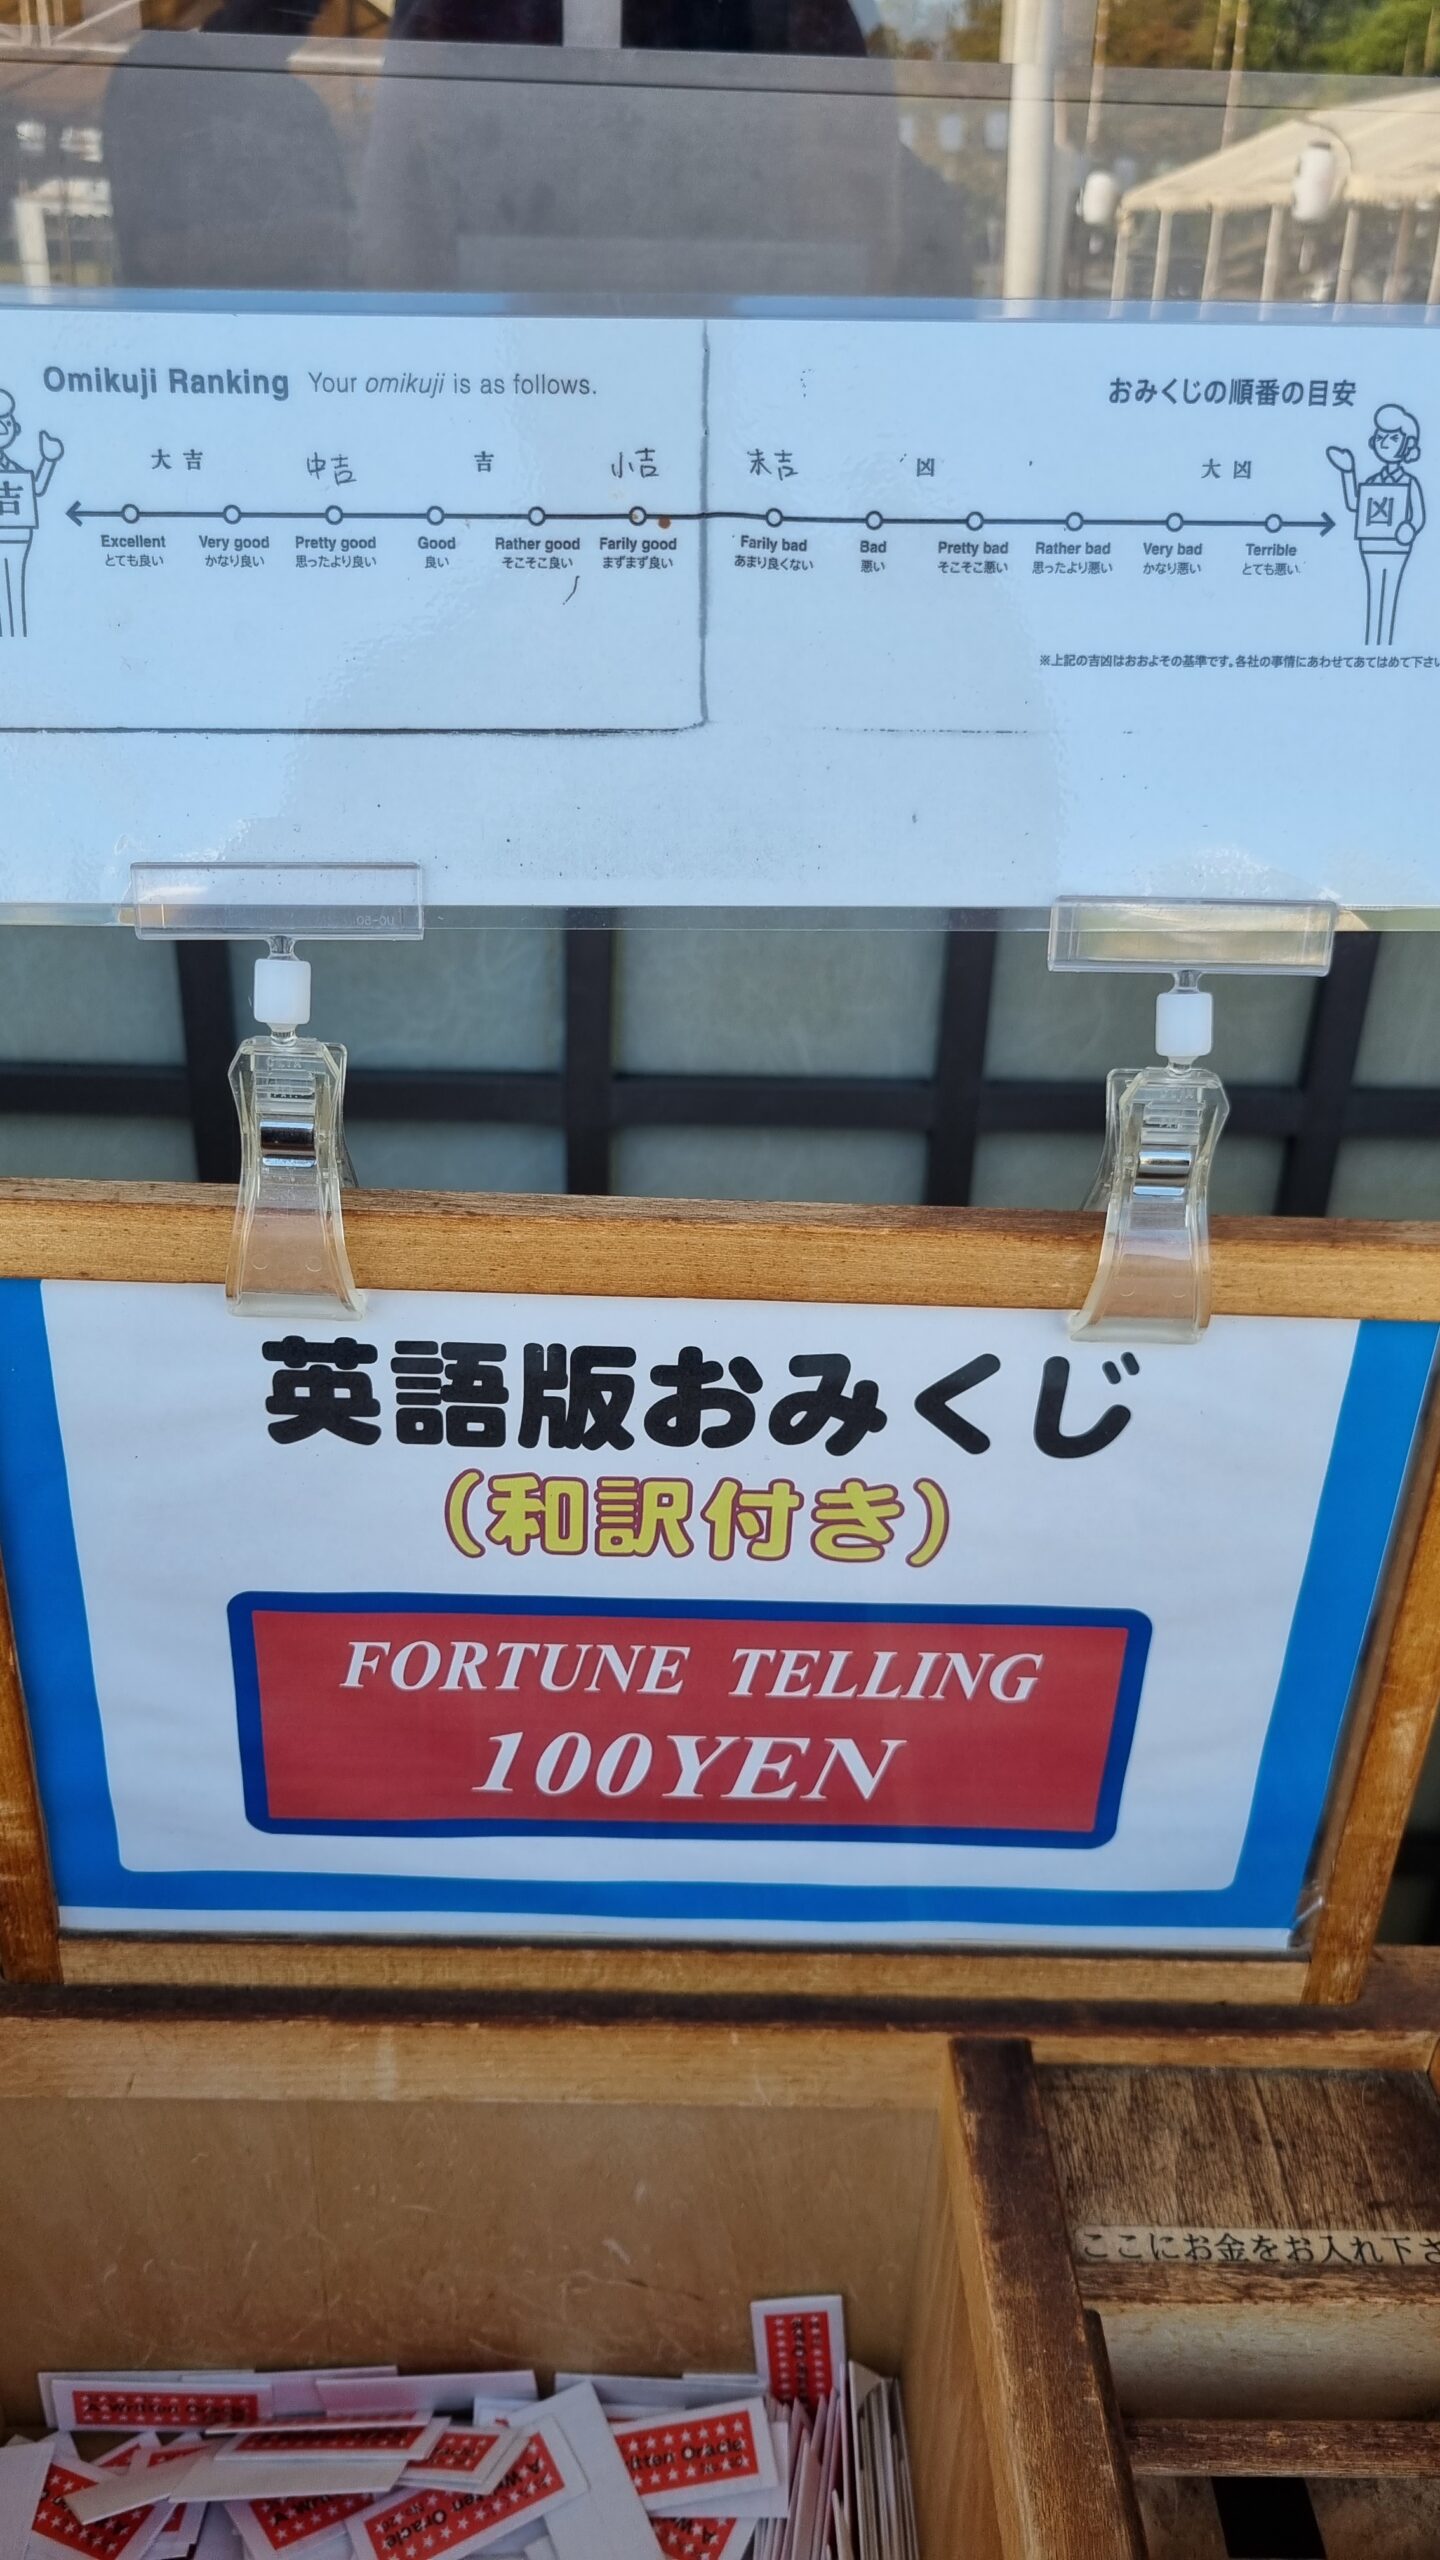 Omikuji Ranking Your omikuji is as follows.
おみくじの順番の目安
大吉 中吉 吉 小吉 末吉 凶 大凶
吉
凶
Excellent Very good Pretty good Good Rather good Farily good Farily bad Bad Pretty bad Rather bad Very bad Terrible
とても良い かなり良い 思ったより良い 良い そこそこ良い まずまず良い あまり良くない 悪い そこそこ悪い 思ったより悪い かなり悪い とても悪い
※上記の吉凶はおおよその基準です。各社の事情にあわせてあてはめて下さい
英語版おみくじ
(和訳付き)
FORTUNE TELLING
100YEN
ここにお金をお入れ下さ
A Written Oracle
itten Oracle
Oracle